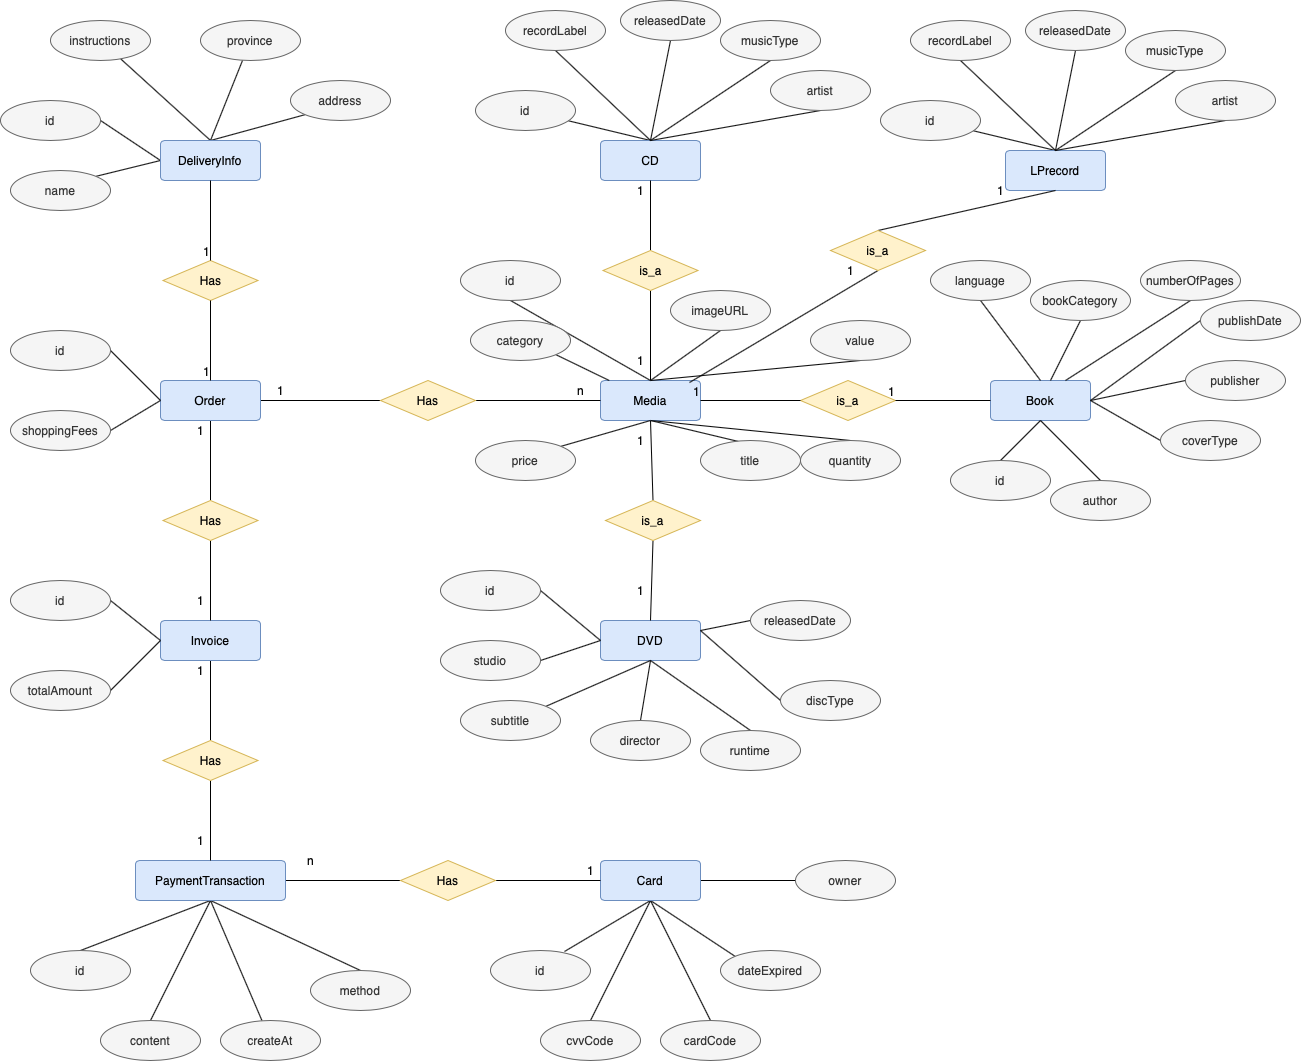 instructions
province
recordLabel
releasedDate
musicType
recordLabel
releasedDate
musicType
id
address
id
artist
id
artist
name
DeliveryInfo
CD
LPrecord
1
1
1
Has
is_a
is_a
1
id
imageURL
language
bookCategory
numberOfPages
publishDate
id
category
value
1
1
publisher
Order
1
Has
n
Media
1
is_a
1
Book
shoppingFees
1
price
1
title
quantity
coverType
id
author
Has
is_a
id
1
id
1
releasedDate
Invoice
DVD
studio
totalAmount
1
subtitle
director
runtime
discType
Has
1
n
1
PaymentTransaction
Has
Card
owner
id
method
id
dateExpired
content
createAt
cvvCode
cardCode